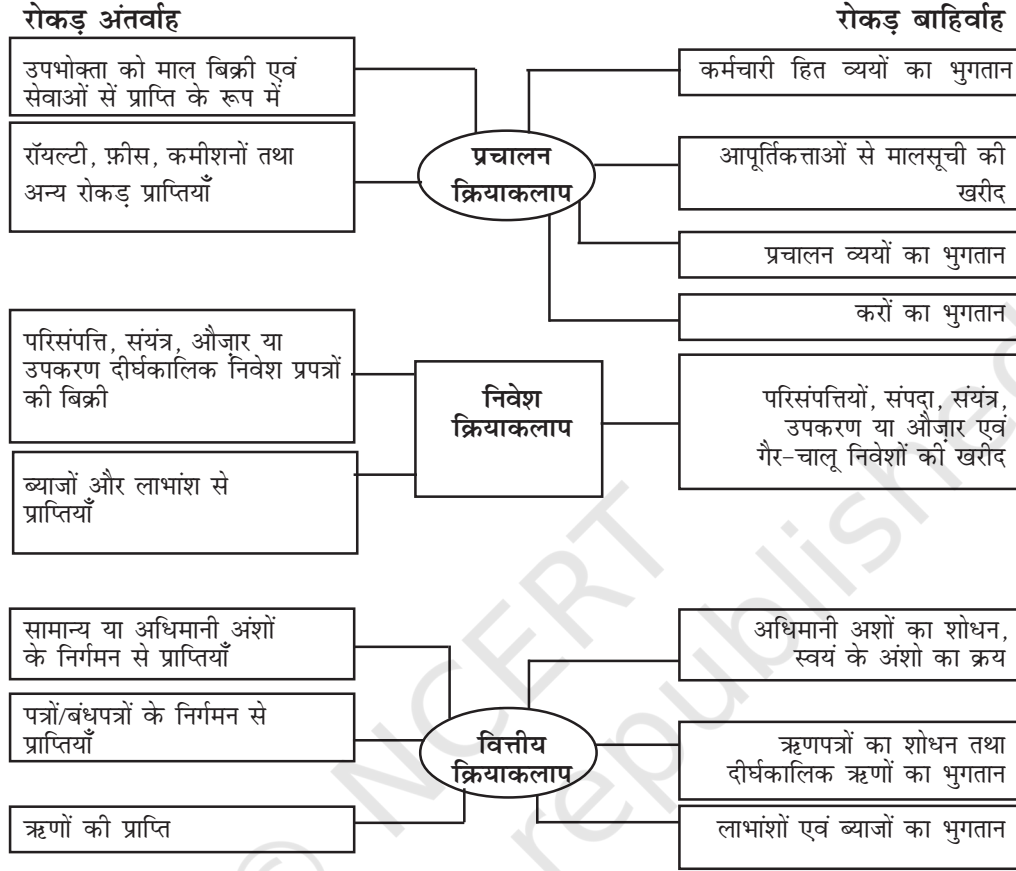 रोकड़ अंतर्वाह
रोकड़ बाहिर्वाह
उपभोक्ता को माल बिक्री एवं
सेवाओं सें प्राप्ति के रूप में
रॉयल्टी, फ़ीस, कमीशनों तथा
अन्य रोकड़ प्राप्तियाँ
प्रचालन
क्रियाकलाप
कर्मचारी हित व्ययों का भुगतान
आपूर्तिकत्ताओं से मालसूची की
खरीद
प्रचालन व्ययों का भुगतान
करों का भुगतान
परिसंपत्ति, संयंत्र, औज़ार या
उपकरण दीर्घकालिक निवेश प्रपत्रों
की बिक्री
ब्याजों और लाभांश से
प्राप्तियाँ
निवेश
क्रियाकलाप
परिसंपत्तियों, संपदा, संयंत्र,
उपकरण या औज़ार एवं
गैर-चालू निवेशों की खरीद
सामान्य या अधिमानी अंशों
के निर्गमन से प्राप्तियाँ
पत्रों/बंधपत्रों के निर्गमन से
प्राप्तियाँ
ऋणों की प्राप्ति
वित्तीय
क्रियाकलाप
अधिमानी अशों का शोधन,
स्वयं के अंशो का क्रय
ऋणपत्रों का शोधन तथा
दीर्घकालिक ऋणों का भुगतान
लाभांशों एवं ब्याजों का भुगतान
© NCERT
republished